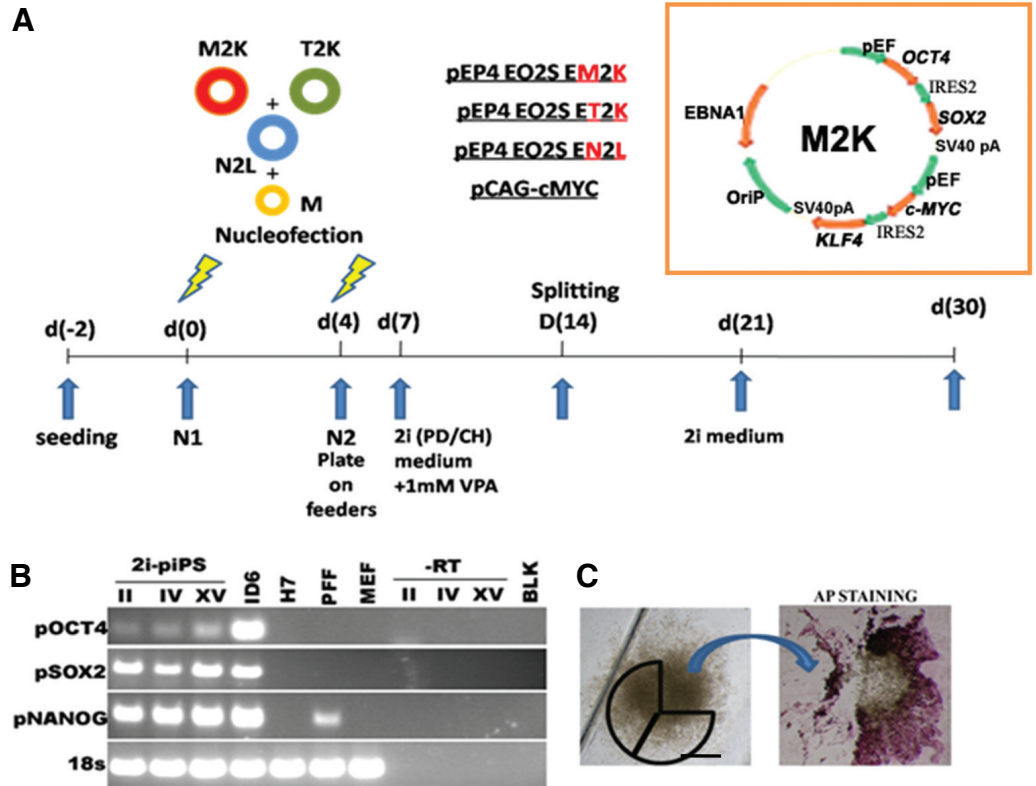 A
M2K T2K
+
N2L
+
M
Nucleofection
pEP4 EO2S EM2K
pEP4 EO2S ET2K
pEP4 EO2S EN2L
pCAG-cMYC
pEF
OCT4
IRES2
SOX2
SV40 pA
pEF
c-MYC
IRES2
KLF4
SV40pA
OriP
EBNA1
M2K
d(-2) d(0) d(4) d(7) Splitting
D(14) d(21) d(30)
seeding N1 N2
Plate
on
feeders
2i (PD/CH)
medium
+1mM VPA
2i medium
B
2i-piPS ID6 H7 PFF MEF -RT BLK
II IV XV II IV XV
pOCT4
pSOX2
pNANOG
18s
C
AP STAINING